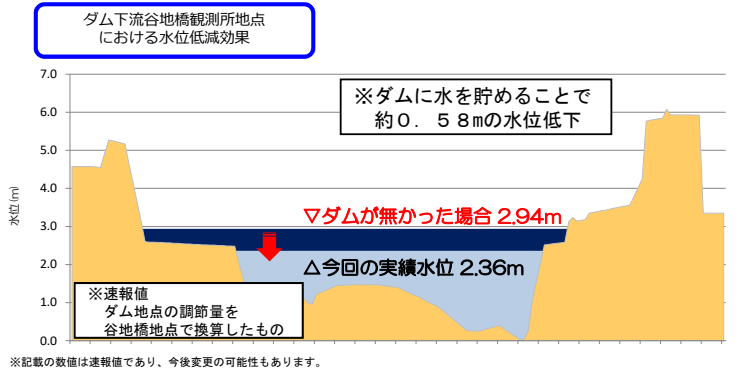 ダム下流谷地橋観測所地点
における水位低減効果
7.0
6.0
5.0
4.0
3.0
2.0
1.0
0.0
水位(m)
※ダムに水を貯めることで
約０．５８mの水位低下
▽ダムが無かった場合 2.94m
△今回の実績水位 2.36m
※速報値
ダム地点の調節量を
谷地橋地点で換算したもの
※記載の数値は速報値であり、今後変更の可能性もあります。